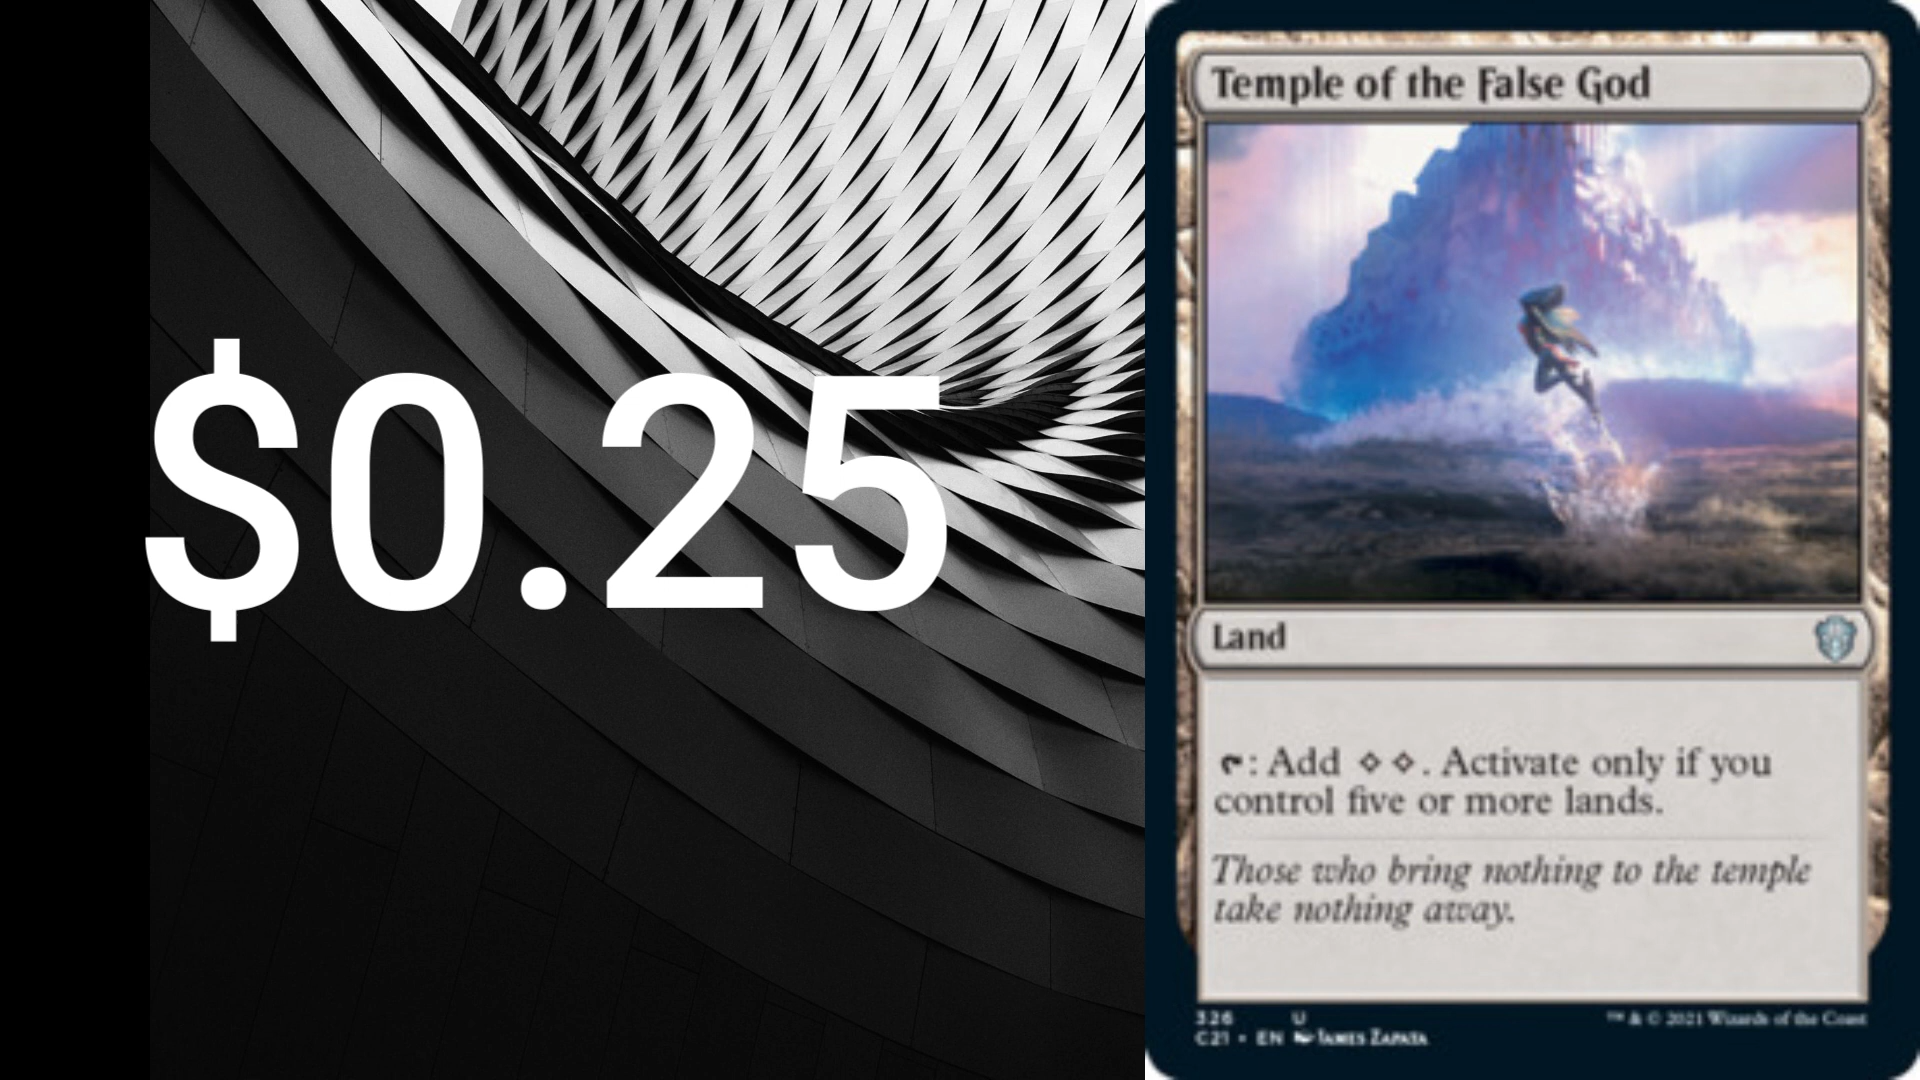 $0.25
Temple of the False God
Land
: Add . Activate only if you
control five or more lands.
Those who bring nothing to the temple
take nothing away.
326 U
C21 • EN James Zapata
™ & © 2021 Wizards of the Coast